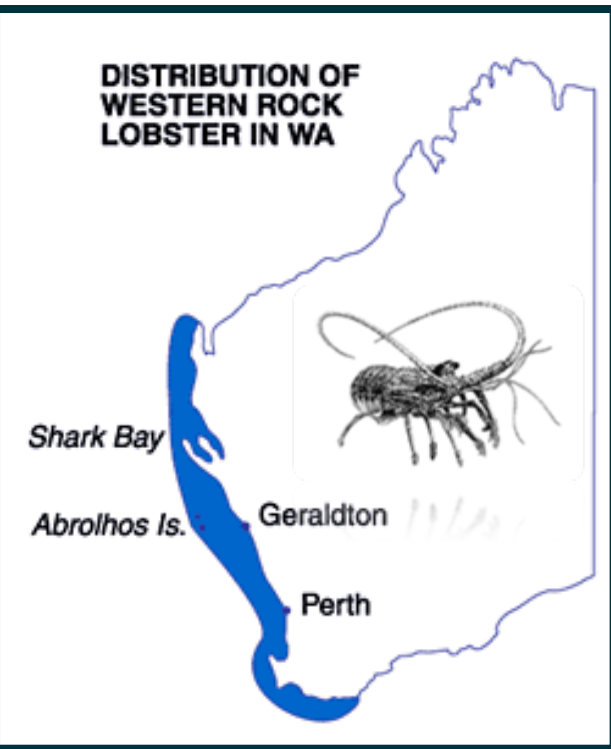 DISTRIBUTION OF
WESTERN ROCK
LOBSTER IN WA
Shark Bay
Abrolhos Is.
Geraldton
Perth